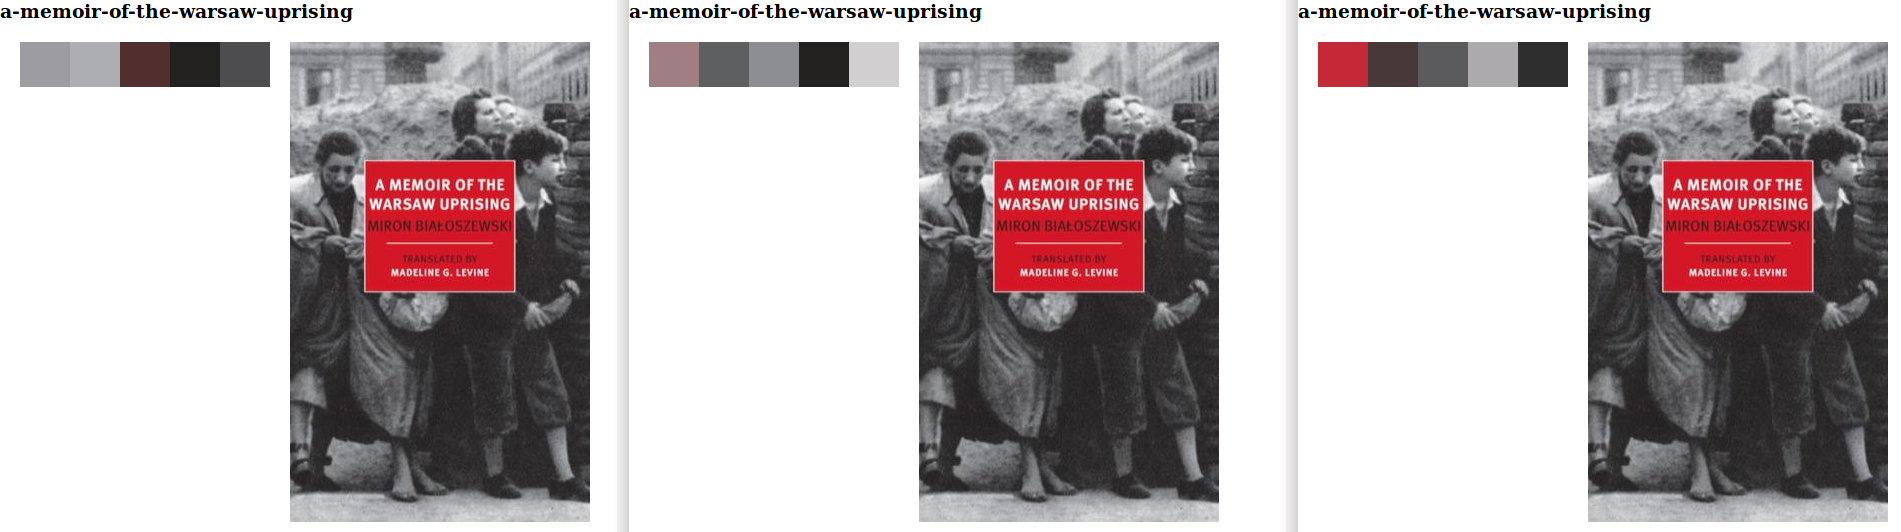 a-memoir-of-the-warsaw-uprising
A MEMOIR OF THE
WARSAW UPRISING
MIRON BIAŁOSZEWSKI
TRANSLATED BY
MADELINE G. LEVINE
a-memoir-of-the-warsaw-uprising
A MEMOIR OF THE
WARSAW UPRISING
MIRON BIAŁOSZEWSKI
TRANSLATED BY
MADELINE G. LEVINE
a-memoir-of-the-warsaw-uprising
A MEMOIR OF THE
WARSAW UPRISING
MIRON BIAŁOSZEWSKI
TRANSLATED BY
MADELINE G. LEVINE